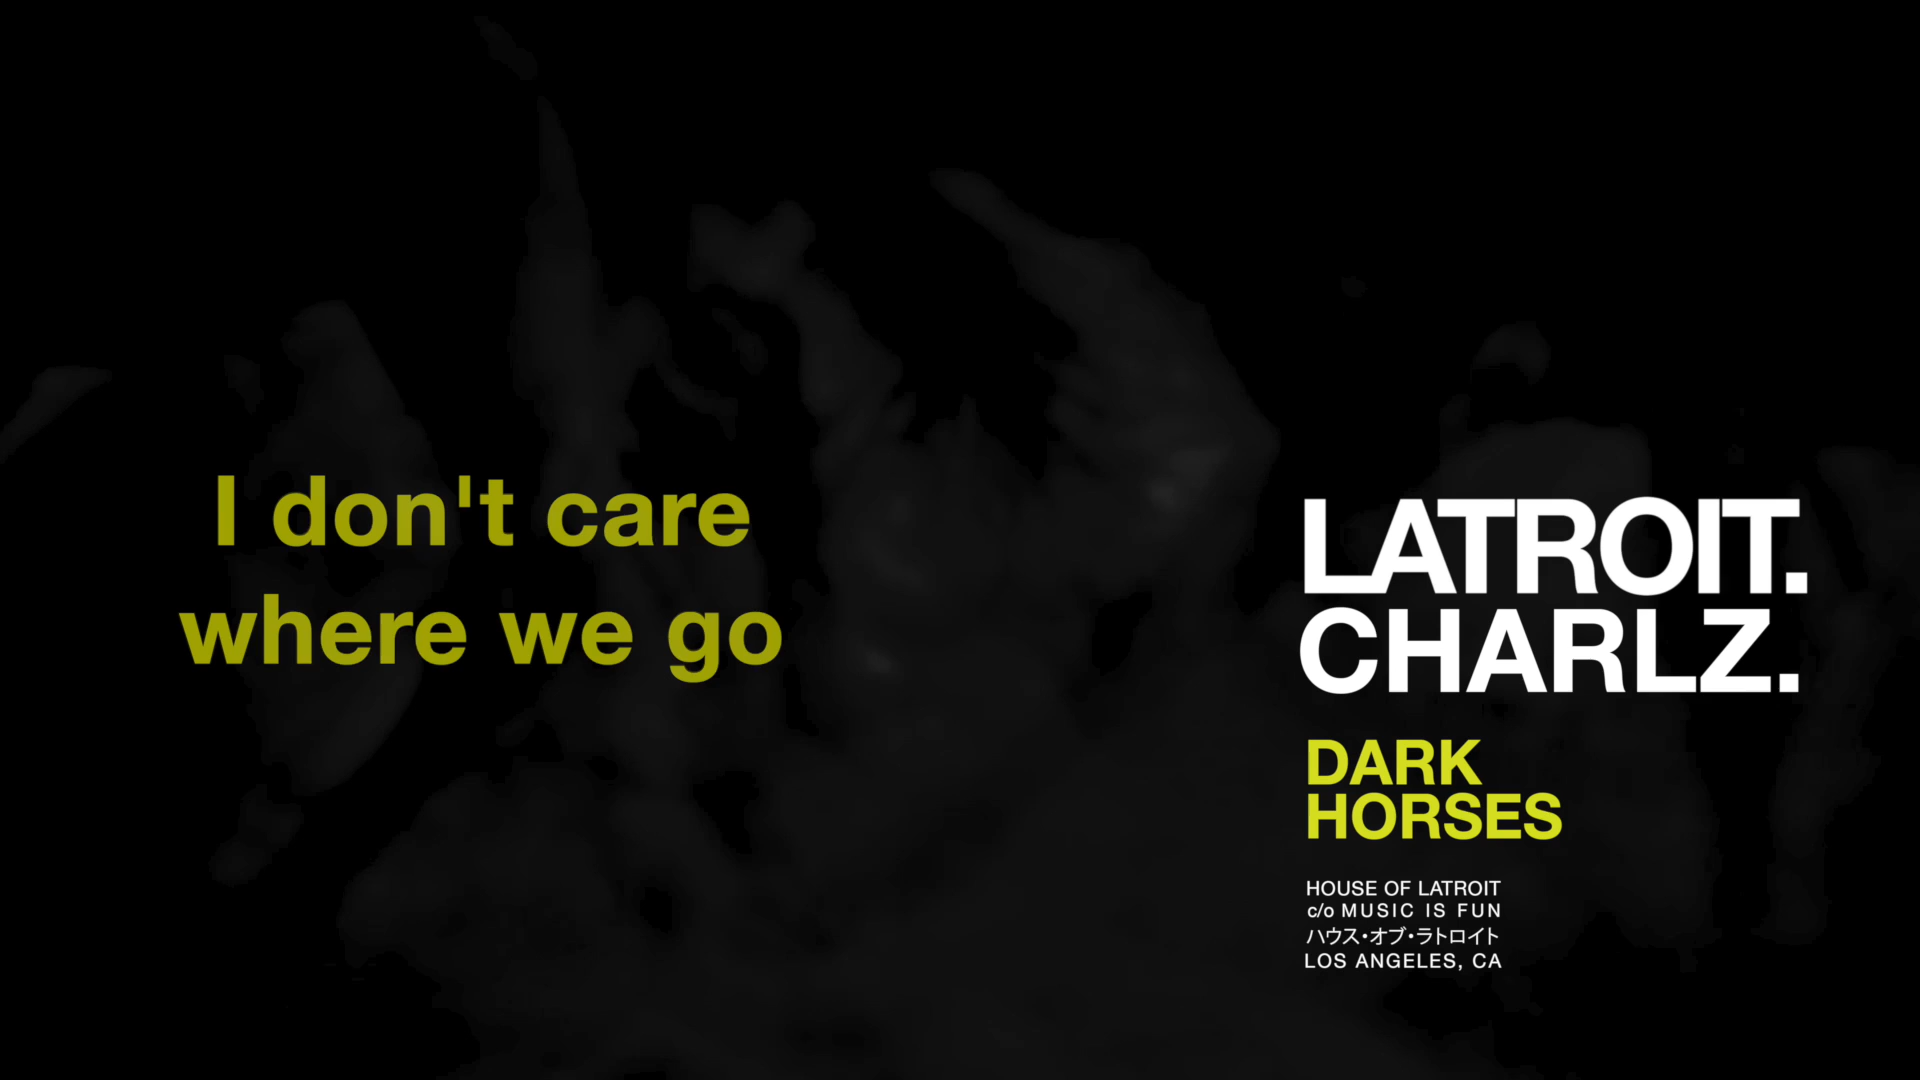 I don't care
where we go
LATROIT.
CHARLZ.
DARK
HORSES
HOUSE OF LATROIT
c/o MUSIC IS FUN
ハウス・オブ・ラトロイト
LOS ANGELES, CA